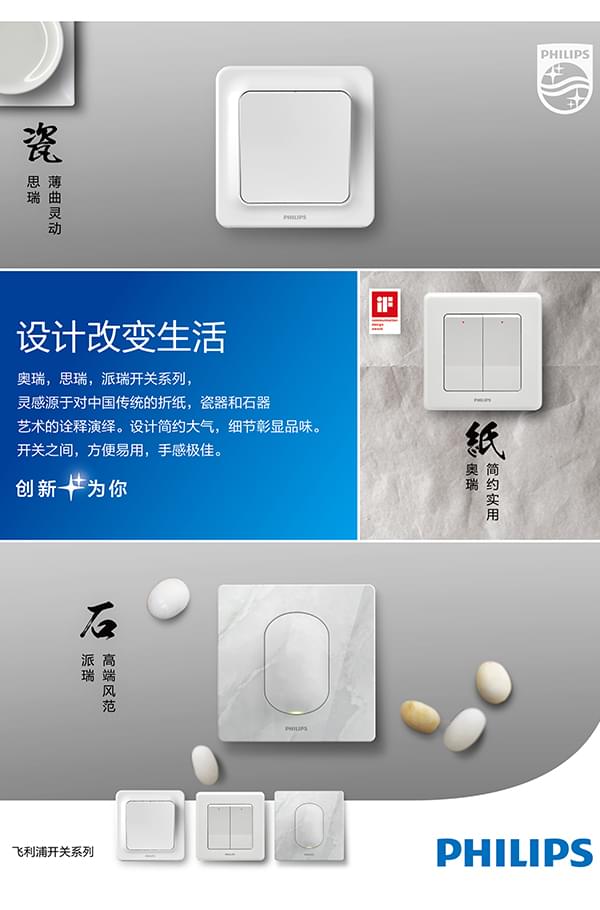 PHILIPS
瓷
薄曲灵动
思瑞
PHILIPS
设计改变生活
奥瑞，思瑞，派瑞开关系列，
灵感源于对中国传统的折纸，瓷器和石器
艺术的诠释演绎。设计简约大气，细节彰显品味。
开关之间，方便易用，手感极佳。
创新为你
iF
communication
design
award
PHILIPS
紙
简约实用
奥瑞
石
高端风范
派瑞
PHILIPS
飞利浦开关系列
PHILIPS